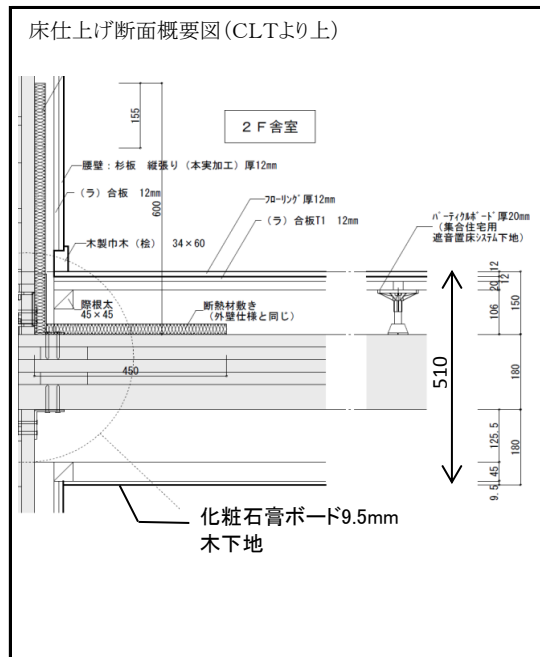 床仕上げ断面概要図(CLTより上)
155
2F舎室
腰壁：杉板 縦張り（本実加工）厚12mm
(ラ) 合板 12mm
600
フローリング厚12mm
(ラ) 合板T1 12mm
パーティクルボード厚20mm
(集合住宅用
遮音置床システム下地)
木製巾木（桧） 34×60
際根太
45×45
断熱材敷き
(外壁仕様と同じ)
12
12
20
106
150
450
510
180
125.5
180
45
9.5
化粧石膏ボード9.5mm
木下地